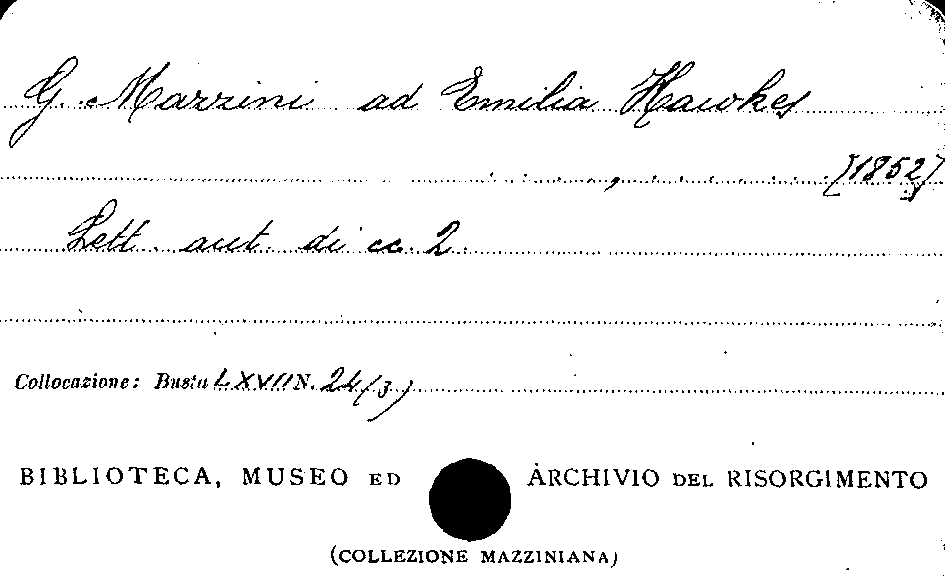 G. Mazzini ad Emilia Hawkes
, [1852]
Lett. aut. di cc. 2.
Collocazione: Busta LXVII N. 24(3)
BIBLIOTECA, MUSEO ED ARCHIVIO DEL RISORGIMENTO
(COLLEZIONE MAZZINIANA)